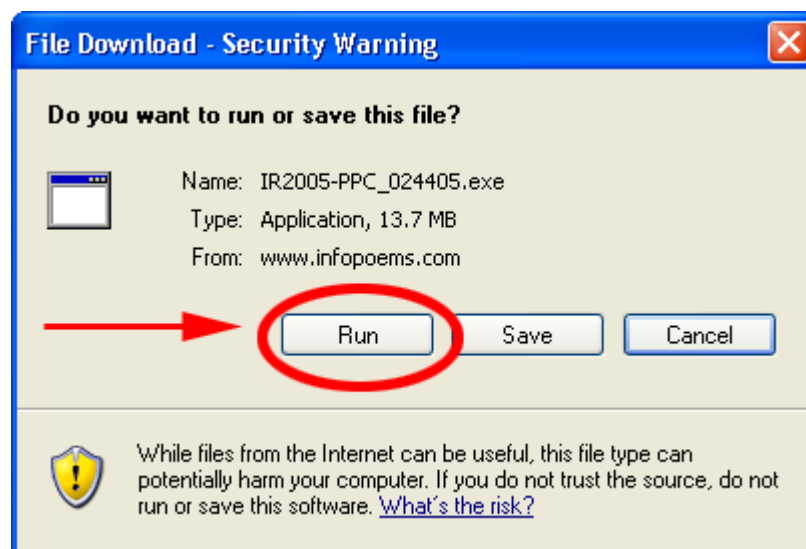 File Download - Security Warning
Do you want to run or save this file?
Name: IR2005-PPC_024405.exe
Type: Application, 13.7 MB
From: www.infopoems.com
Run Save Cancel
While files from the Internet can be useful, this file type can
potentially harm your computer. If you do not trust the source, do not
run or save this software. What's the risk?